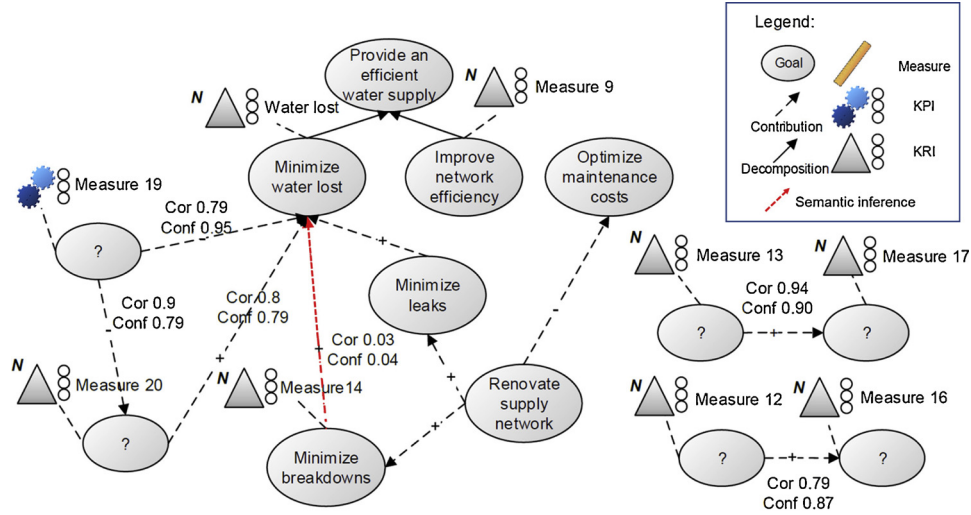 Legend:
Goal
Measure
Contribution
KPI
Decomposition
KRI
Semantic inference
Provide an
efficient
water supply
N
Water lost
N
Measure 9
Minimize
water lost
Improve
network
efficiency
Optimize
maintenance
costs
Measure 19
?
Cor 0.79
-
Conf 0.95
+
Minimize
leaks
Cor 0.9
-
Conf 0.79
Cor 0.8
Conf 0.79
+
-
+
Cor 0.03
Conf 0.04
N
Measure 20
?
N
Measure14
Minimize
breakdowns
+
+
Renovate
supply
network
N
Measure 13
?
Cor 0.94
Conf 0.90
+
N
Measure 17
?
N
Measure 12
?
+
Cor 0.79
Conf 0.87
N
Measure 16
?